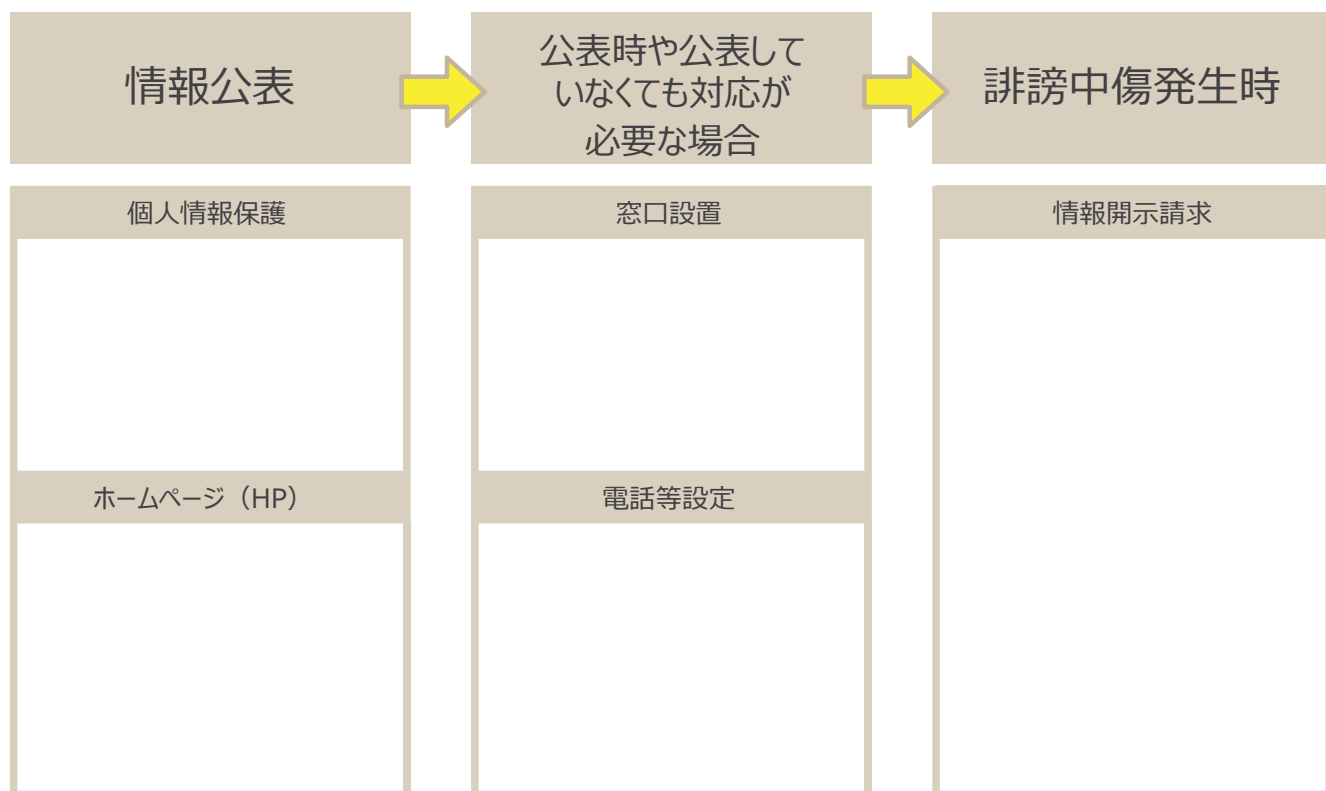 情報公表
公表時や公表して
いなくても対応が
必要な場合
誹謗中傷発生時
個人情報保護
窓口設置
情報開示請求
ホームページ（HP）
電話等設定